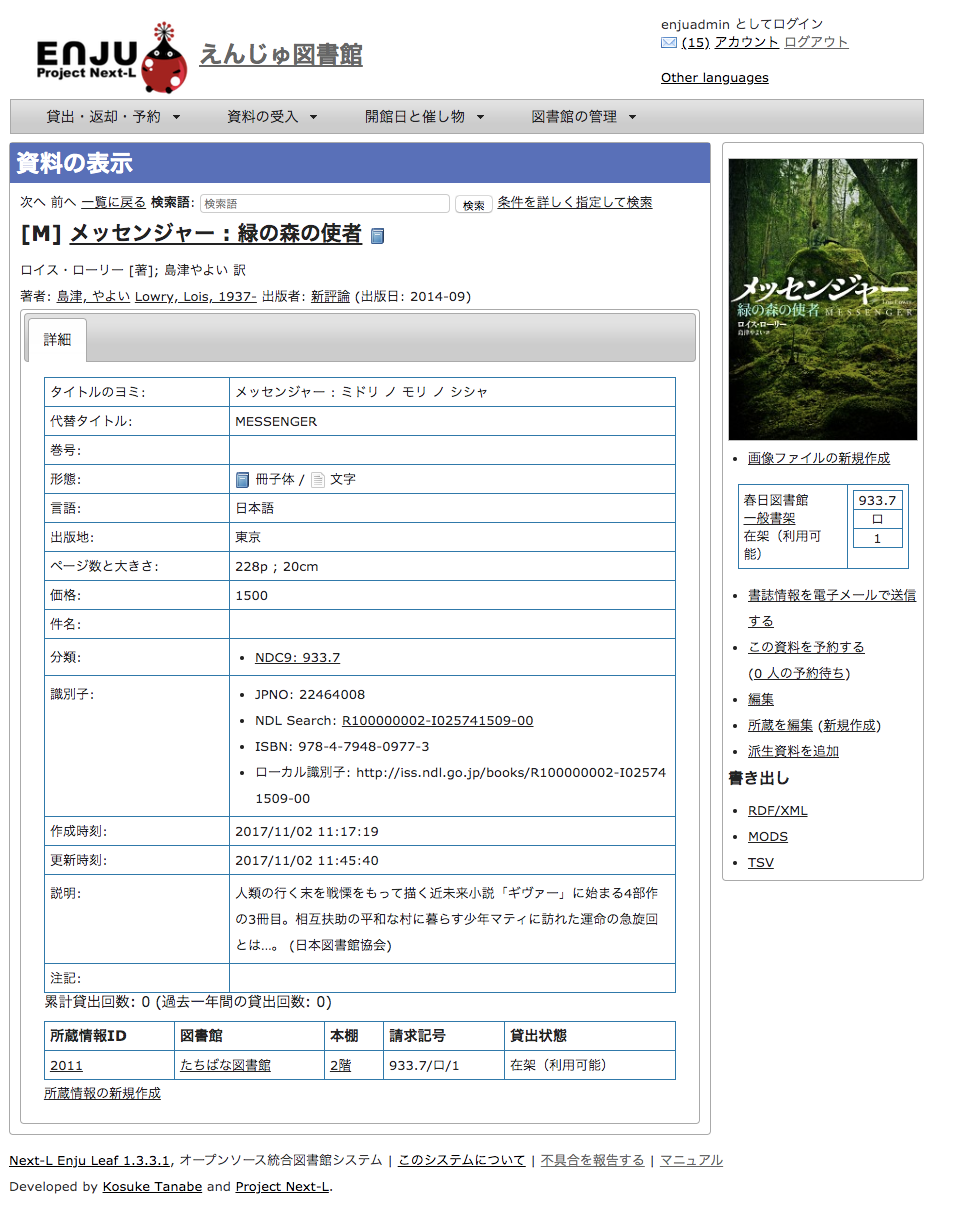 ENJU
Project Next-L
えんじゅ図書館
enjuadmin としてログイン
(15) アカウント ログアウト
Other languages
貸出・返却・予約 資料の受入 開館日と催し物 図書館の管理
資料の表示
次へ 前へ 一覧に戻る 検索語: 検索語 検索 条件を詳しく指定して検索
[M] メッセンジャー : 緑の森の使者
ロイス・ローリー [著]; 島津やよい 訳
著者: 島津, やよい Lowry, Lois, 1937- 出版者: 新評論 (出版日: 2014-09)
詳細
タイトルのヨミ: メッセンジャー : ミドリ ノ モリ ノ シシャ
代替タイトル: MESSENGER
巻号:
形態: 冊子体 / 文字
言語: 日本語
出版地: 東京
ページ数と大きさ: 228p ; 20cm
価格: 1500
件名:
分類: • NDC9: 933.7
識別子: • JPNO: 22464008
• NDL Search: R100000002-I025741509-00
• ISBN: 978-4-7948-0977-3
• ローカル識別子: http://iss.ndl.go.jp/books/R100000002-I02574
1509-00
作成時刻: 2017/11/02 11:17:19
更新時刻: 2017/11/02 11:45:40
説明: 人類の行く末を戦慄をもって描く近未来小説「ギヴァー」に始まる4部作
の3冊目。相互扶助の平和な村に暮らす少年マティに訪れた運命の急旋回
とは…。 (日本図書館協会)
注記:
累計貸出回数: 0 (過去一年間の貸出回数: 0)
所蔵情報ID 図書館 本棚 請求記号 貸出状態
2011 たちばな図書館 2階 933.7/ロ/1 在架（利用可能）
所蔵情報の新規作成
メッセンジャー
緑の森の使者 MESSENGER
Lois Lowry
ロイス・ローリー
島津やよい訳
• 画像ファイルの新規作成
春日図書館
一般書架
在架（利用可
能）
933.7
ロ
1
• 書誌情報を電子メールで送信
する
• この資料を予約する
(0 人の予約待ち)
• 編集
• 所蔵を編集 (新規作成)
• 派生資料を追加
書き出し
• RDF/XML
• MODS
• TSV
Next-L Enju Leaf 1.3.3.1, オープンソース統合図書館システム | このシステムについて | 不具合を報告する | マニュアル
Developed by Kosuke Tanabe and Project Next-L.